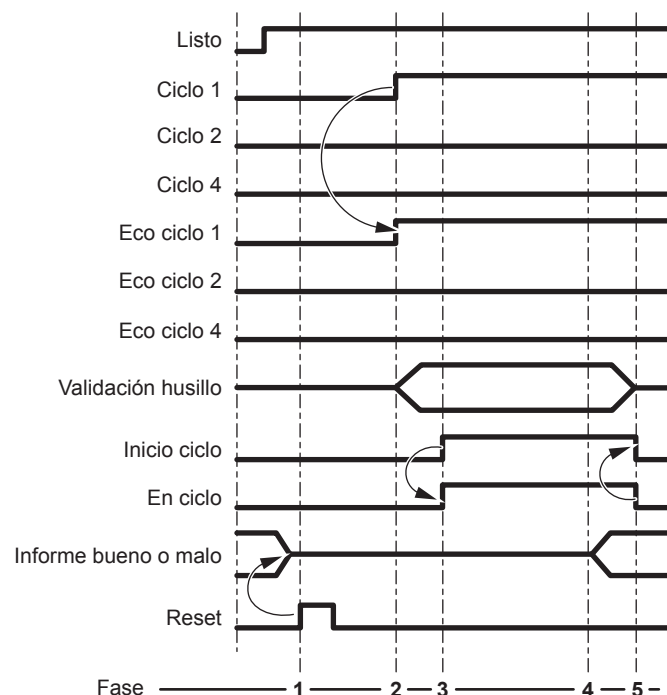 Listo
Ciclo 1
Ciclo 2
Ciclo 4
Eco ciclo 1
Eco ciclo 2
Eco ciclo 4
Validación husillo
Inicio ciclo
En ciclo
Informe bueno o malo
Reset
Fase 1 2 3 4 5